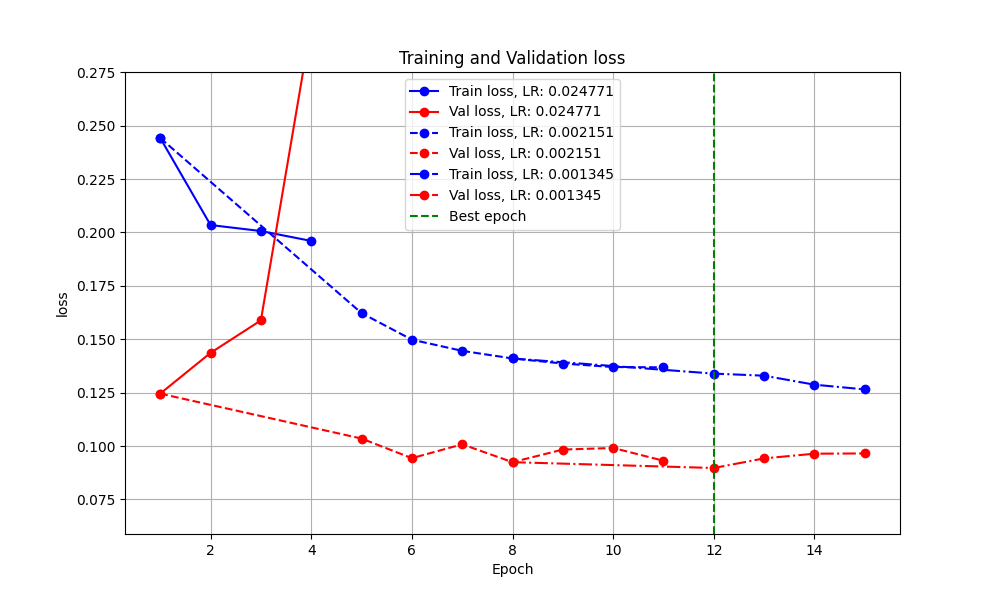 Training and Validation loss
0.275
0.250
0.225
0.200
0.175
0.150
0.125
0.100
0.075
loss
Train loss, LR: 0.024771
Val loss, LR: 0.024771
Train loss, LR: 0.002151
Val loss, LR: 0.002151
Train loss, LR: 0.001345
Val loss, LR: 0.001345
Best epoch
2 4 6 8 10 12 14
Epoch